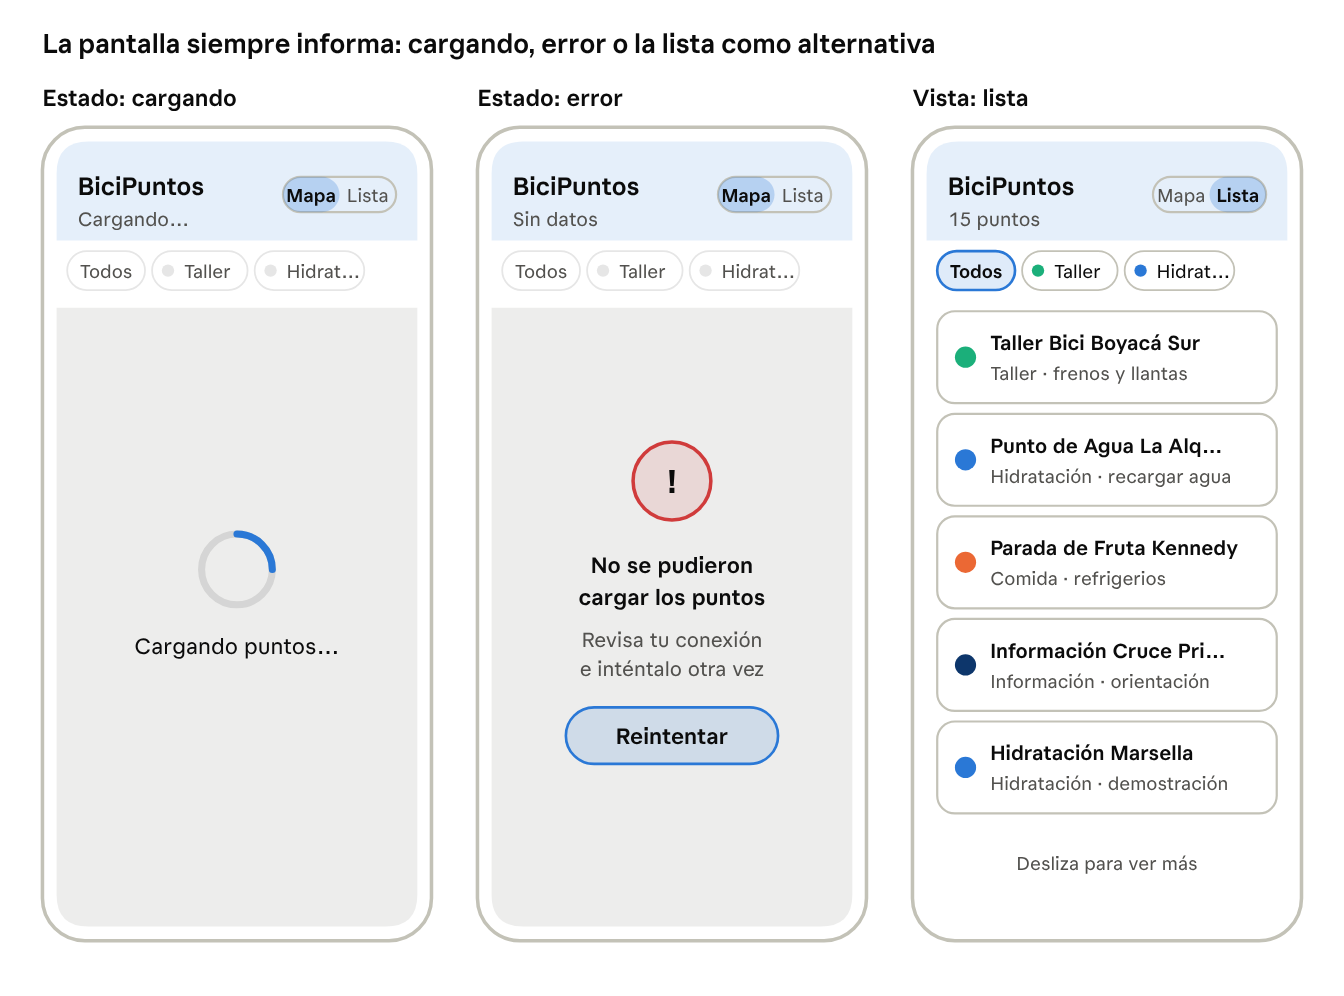 La pantalla siempre informa: cargando, error o la lista como alternativa
Estado: cargando
BiciPuntos
Mapa Lista
Cargando...
Todos Taller Hidrat...
Cargando puntos...
Estado: error
BiciPuntos
Mapa Lista
Sin datos
Todos Taller Hidrat...
!
No se pudieron
cargar los puntos
Revisa tu conexión
e inténtalo otra vez
Reintentar
Vista: lista
BiciPuntos
Mapa Lista
15 puntos
Todos Taller Hidrat...
Taller Bici Boyacá Sur
Taller · frenos y llantas
Punto de Agua La Alq...
Hidratación · recargar agua
Parada de Fruta Kennedy
Comida · refrigerios
Información Cruce Pri...
Información · orientación
Hidratación Marsella
Hidratación · demostración
Desliza para ver más